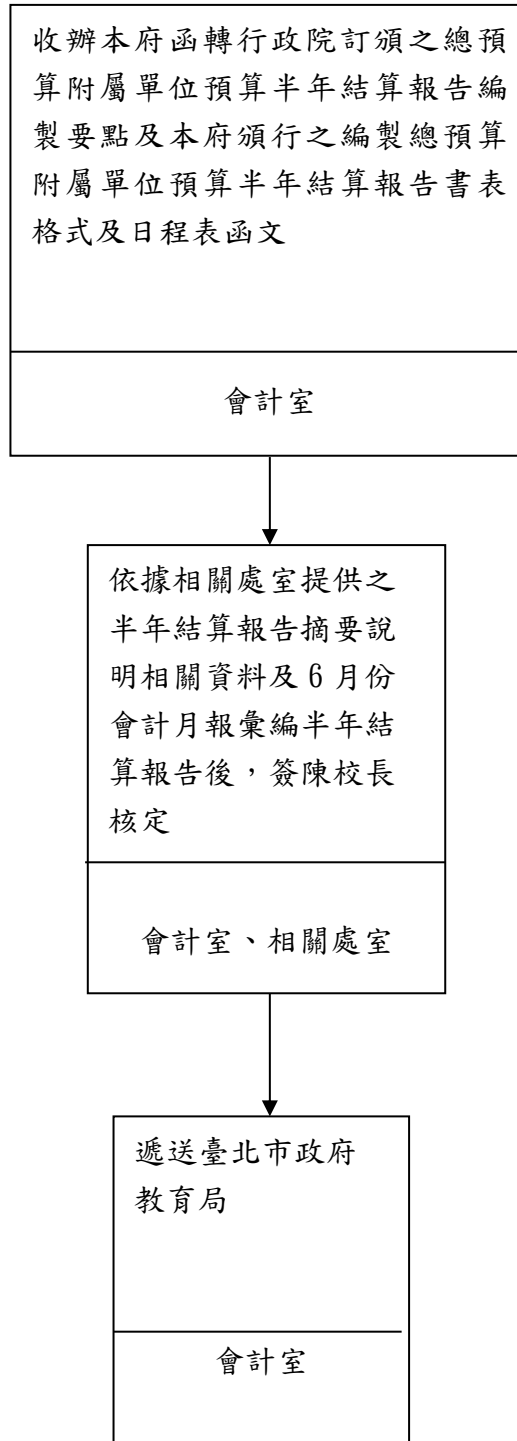 收辦本府函轉行政院訂頒之總預
算附屬單位預算半年結算報告編
製要點及本府頒行之編製總預算
附屬單位預算半年結算報告書表
格式及日程表函文
會計室
依據相關處室提供之
半年結算報告摘要說
明相關資料及 6 月份
會計月報彙編半年結
算報告後，簽陳校長
核定
會計室、相關處室
遞送臺北市政府
教育局
會計室